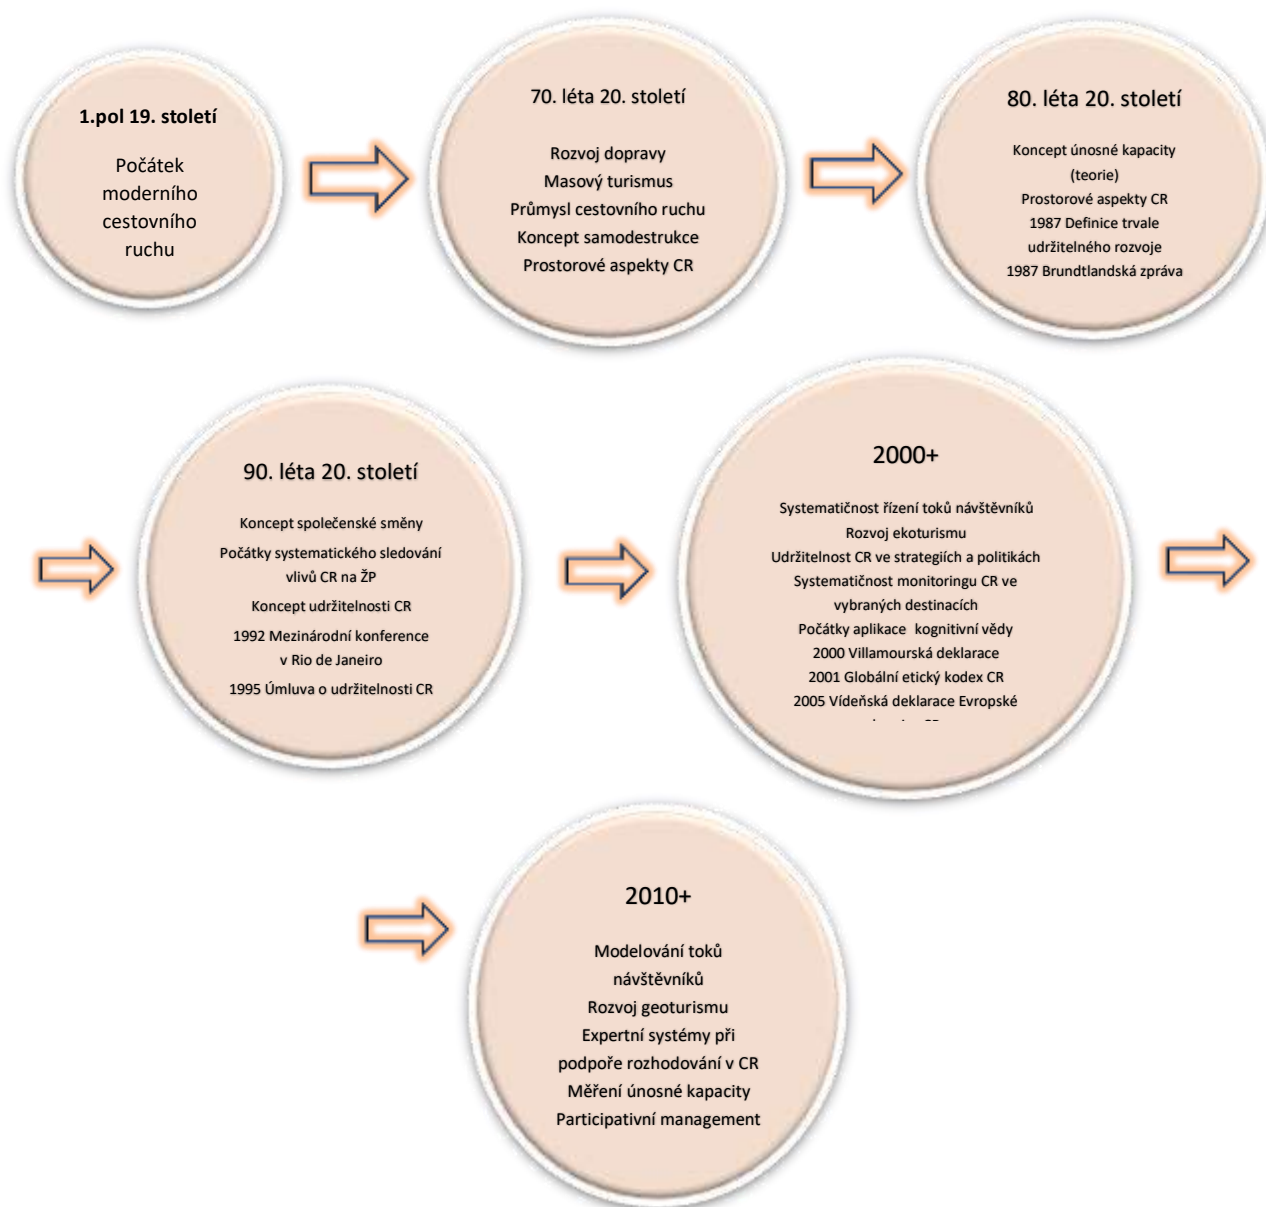 1.pol 19. století
Počátek
moderního
cestovního
ruchu
70. léta 20. století
Rozvoj dopravy
Masový turismus
Průmysl cestovního ruchu
Koncept samodestrukce
Prostorové aspekty CR
80. léta 20. století
Koncept únosné kapacity
(teorie)
Prostorové aspekty CR
1987 Definice trvale
udržitelného rozvoje
1987 Brundtlandská zpráva
90. léta 20. století
Koncept společenské směny
Počátky systematického sledování
vlivů CR na ŽP
Koncept udržitelnosti CR
1992 Mezinárodní konference
v Rio de Janeiro
1995 Úmluva o udržitelnosti CR
2000+
Systematičnost řízení toků návštěvníků
Rozvoj ekoturismu
Udržitelnost CR ve strategiích a politikách
Systematičnost monitoringu CR ve
vybraných destinacích
Počátky aplikace kognitivní vědy
2000 Villamourská deklarace
2001 Globální etický kodex CR
2005 Vídeňská deklarace Evropské
2010+
Modelování toků
návštěvníků
Rozvoj geoturismu
Expertní systémy při
podpoře rozhodování v CR
Měření únosné kapacity
Participativní management